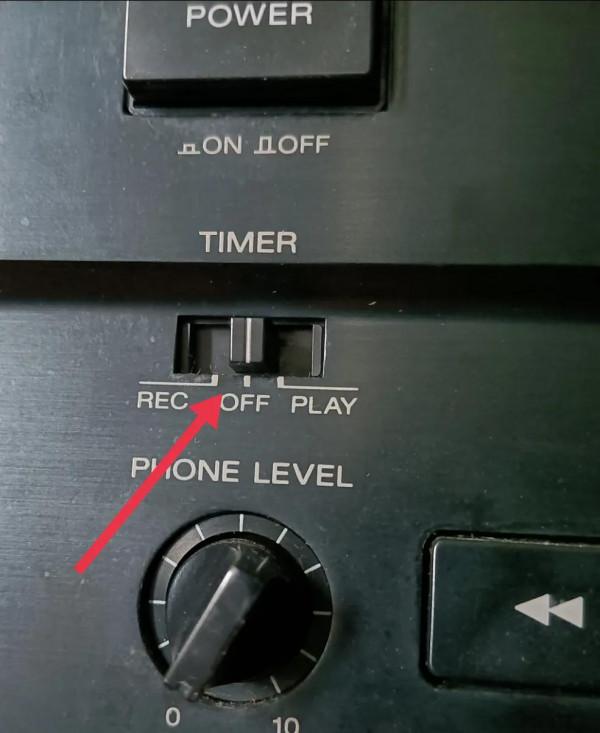 POWER
ON OFF
TIMER
REC OFF PLAY
PHONE LEVEL
0 10